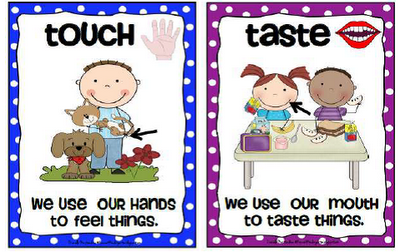 touch
We use our hands
to feel things.
taste
We use our mouth
to taste things.